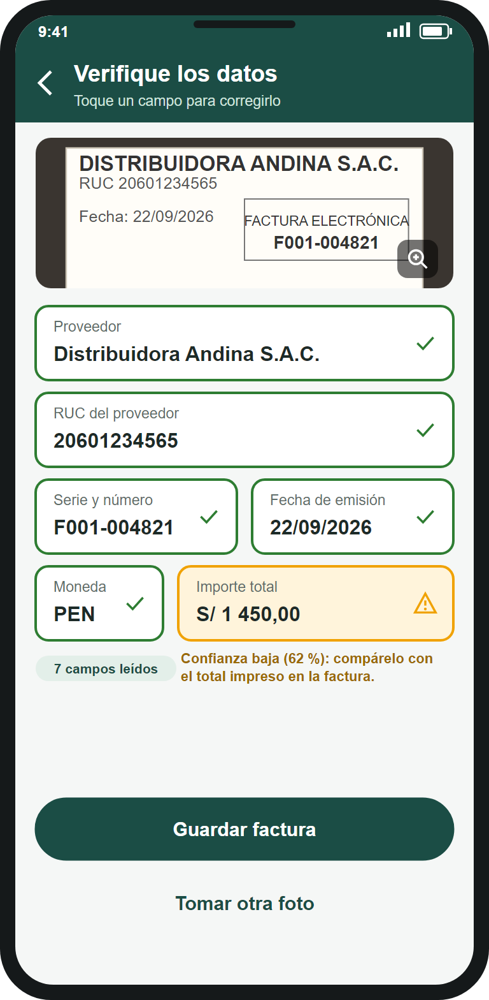 9:41
Verifique los datos
Toque un campo para corregirlo
DISTRIBUIDORA ANDINA S.A.C.
RUC 20601234565
Fecha: 22/09/2026
FACTURA ELECTRÓNICA
F001-004821
Proveedor
Distribuidora Andina S.A.C.
RUC del proveedor
20601234565
Serie y número
F001-004821
Fecha de emisión
22/09/2026
Moneda
PEN
Importe total
S/ 1 450,00
7 campos leídos
Confianza baja (62 %): compárelo con
el total impreso en la factura.
Guardar factura
Tomar otra foto